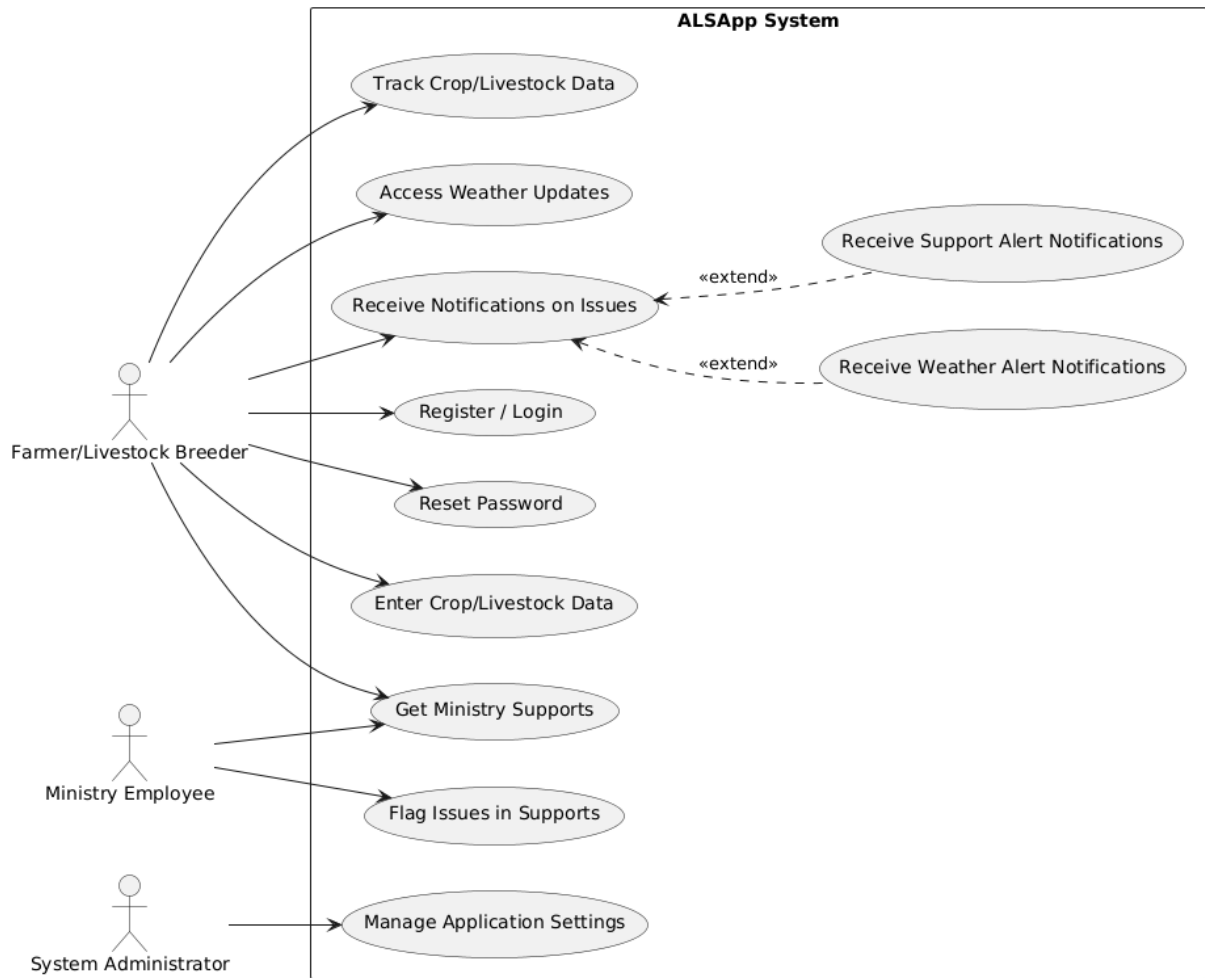 ALSApp System
Track Crop/Livestock Data
Access Weather Updates
Receive Support Alert Notifications
«extend»
Receive Notifications on Issues
«extend»
Receive Weather Alert Notifications
Register / Login
Farmer/Livestock Breeder
Reset Password
Enter Crop/Livestock Data
Get Ministry Supports
Ministry Employee
Flag Issues in Supports
Manage Application Settings
System Administrator